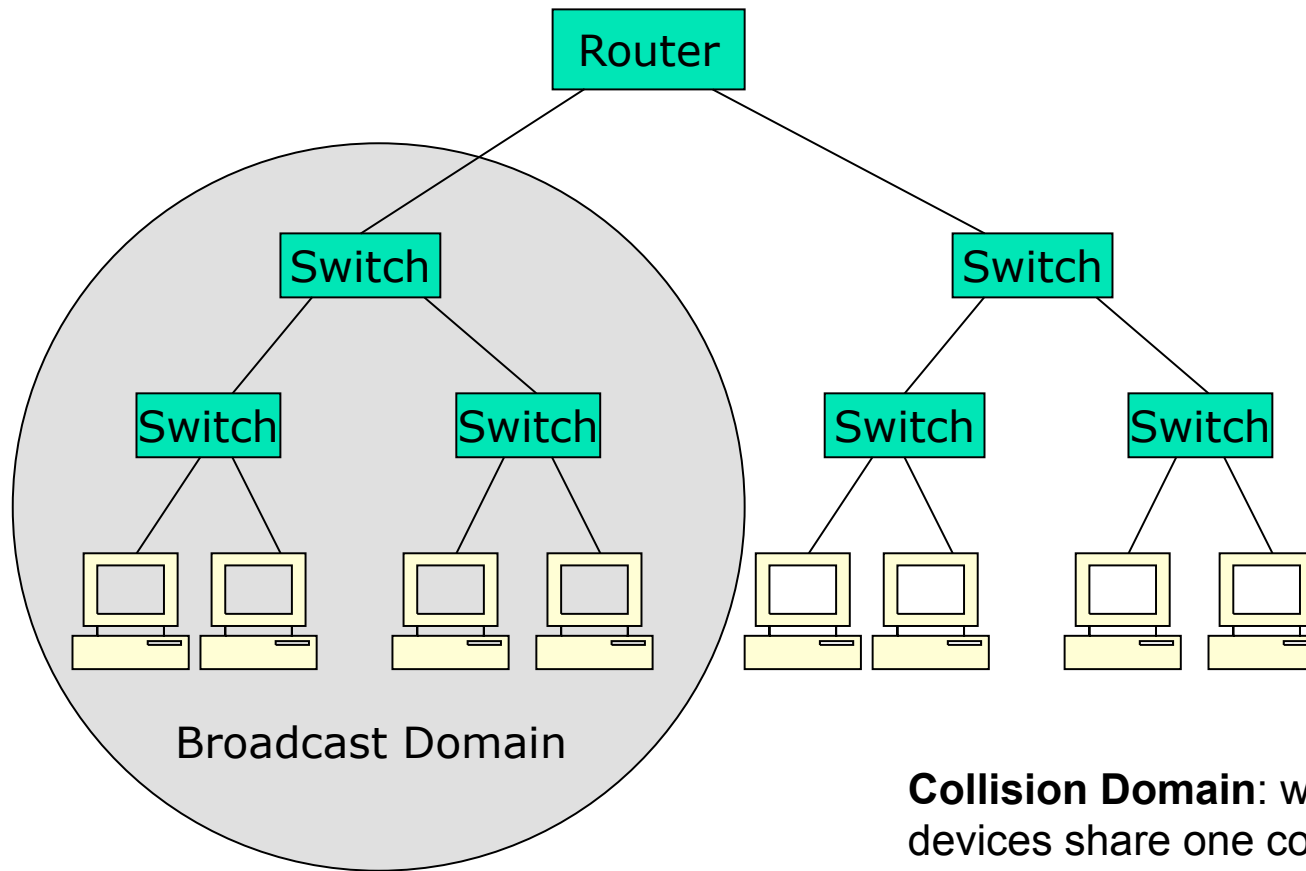 Router
Switch
Switch
Switch
Switch
Switch
Switch
Broadcast Domain
Collision Domain: w
devices share one co